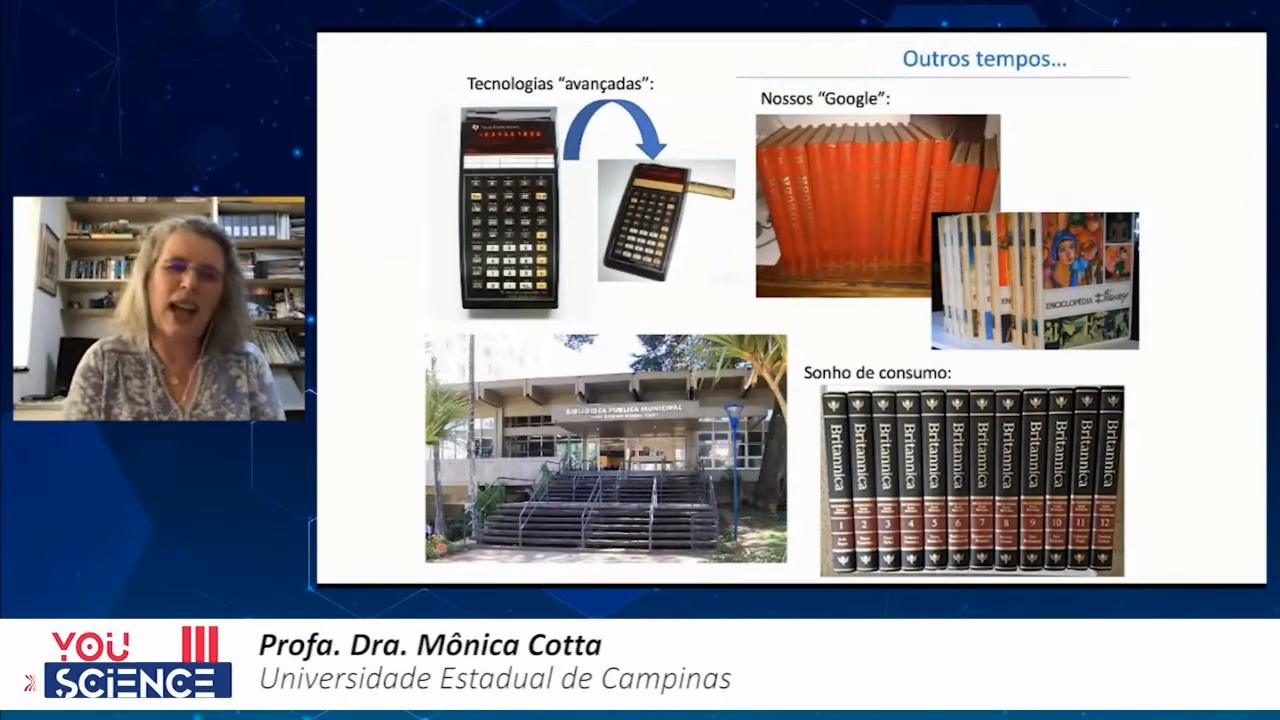 Outros tempos...
Tecnologias “avançadas”:
Nossos “Google”:
ENCICLOPÉDIA Disney
BIBLIOTECA PÚBLICA MUNICIPAL
Sonho de consumo:
Britannica
Britannica
Britannica
Britannica
Britannica
Britannica
Britannica
Britannica
Britannica
Britannica
Britannica
Britannica
1 2 3 4 5 6 7 8 9 10 11 12
YOU III
SCIENCE
Profa. Dra. Mônica Cotta
Universidade Estadual de Campinas